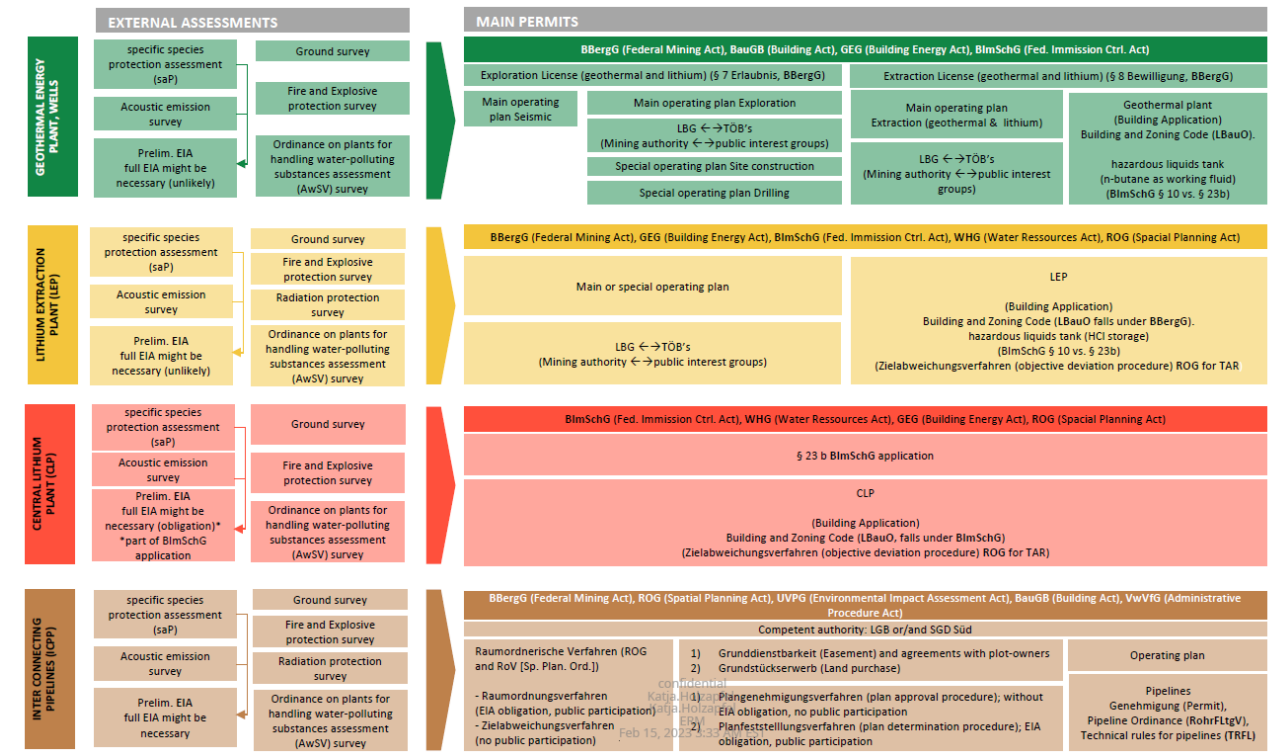 EXTERNAL ASSESSMENTS
MAIN PERMITS
GEOTHERMAL ENERGY
PLANT, WELLS
specific species
protection assessment
(saP)
Acoustic emission
survey
Prelim. EIA
full EIA might be
necessary (unlikely)
Ground survey
Fire and Explosive
protection survey
Ordinance on plants for
handling water-polluting
substances assessment
(AwSV) survey
BBergG (Federal Mining Act), BauGB (Building Act), GEG (Building Energy Act), BImSchG (Fed. Immission Ctrl. Act)
Exploration License (geothermal and lithium) (§ 7 Erlaubnis, BBergG)
Main operating
plan Seismic
Main operating plan Exploration
LBG ←→TÖB's
(Mining authority ←→public interest groups)
Special operating plan Site construction
Special operating plan Drilling
Extraction License (geothermal and lithium) (§ 8 Bewilligung, BBergG)
Main operating plan
Extraction (geothermal & lithium)
LBG ←→TÖB's
(Mining authority ←→public interest
groups)
Geothermal plant
(Building Application)
Building and Zoning Code (LBauO).
hazardous liquids tank
(n-butane as working fluid)
(BImSchG § 10 vs. § 23b)
LITHIUM EXTRACTION
PLANT (LEP)
specific species
protection assessment
(saP)
Acoustic emission
survey
Prelim. EIA
full EIA might be
necessary (unlikely)
Ground survey
Fire and Explosive
protection survey
Radiation protection
survey
Ordinance on plants for
handling water-polluting
substances assessment
(AwSV) survey
BBergG (Federal Mining Act), GEG (Building Energy Act), BImSchG (Fed. Immission Ctrl. Act), WHG (Water Ressources Act), ROG (Spacial Planning Act)
Main or special operating plan
LBG ←→TÖB's
(Mining authority ←→public interest groups)
LEP
(Building Application)
Building and Zoning Code (LBauO falls under BBergG).
hazardous liquids tank (HCl storage)
(BImSchG § 10 vs. § 23b)
(Zielabweichungsverfahren (objective deviation procedure) ROG for TAR)
CENTRAL LITHIUM
PLANT (CLP)
specific species
protection assessment
(saP)
Acoustic emission
survey
Prelim. EIA
full EIA might be
necessary (obligation)*
*part of BImSchG
application
Ground survey
Fire and Explosive
protection survey
Ordinance on plants for
handling water-polluting
substances assessment
(AwSV) survey
BImSchG (Fed. Immission Ctrl. Act), WHG (Water Ressources Act), GEG (Building Energy Act), ROG (Spacial Planning Act)
§ 23 b BImSchG application
CLP
(Building Application)
Building and Zoning Code (LBauO, falls under BImSchG)
(Zielabweichungsverfahren (objective deviation procedure) ROG for TAR)
INTER CONNECTING
PIPELINES (ICPP)
specific species
protection assessment
(saP)
Acoustic emission
survey
Prelim. EIA
full EIA might be
necessary
Ground survey
Fire and Explosive
protection survey
Radiation protection
survey
Ordinance on plants for
handling water-polluting
substances assessment
(AwSV) survey
BBergG (Federal Mining Act), ROG (Spatial Planning Act), UVPG (Environmental Impact Assessment Act), BauGB (Building Act), VwVfG (Administrative
Procedure Act)
Competent authority: LGB or/and SGD Süd
Raumordnerische Verfahren (ROG
and RoV [Sp. Plan. Ord.])
- Raumordnungsverfahren
(EIA obligation, public participation)
- Zielabweichungsverfahren
(no public participation)
1) Grunddienstbarkeit (Easement) and agreements with plot-owners
2) Grundstückserwerb (Land purchase)
1) Plangenehmigungsverfahren (plan approval procedure); without
EIA obligation, no public participation
2) Planfeststelllungsverfahren (plan determination procedure); EIA
obligation, public participation
Operating plan
Pipelines
Genehmigung (Permit),
Pipeline Ordinance (RohrFLtgV),
Technical rules for pipelines (TRFL)
confidential
Katja.Holzapfel
Katja.Holzapfel
ERM
Feb 15, 2023 3:33 AM EST